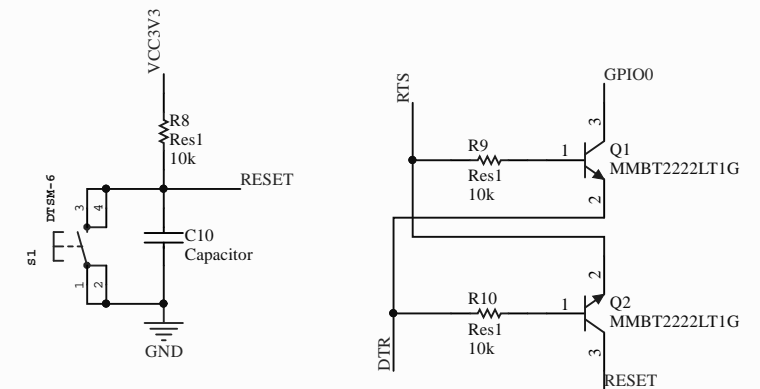 VCC3V3
R8
Res1
10k
RESET
DTSM-6
3
4
S1
1
2
C10
Capacitor
GND
RTS
GPIO0
3
R9
1
Q1
Res1
MMBT2222LT1G
10k
2
2
R10
1
Q2
Res1
MMBT2222LT1G
10k
DTR
3
RESET